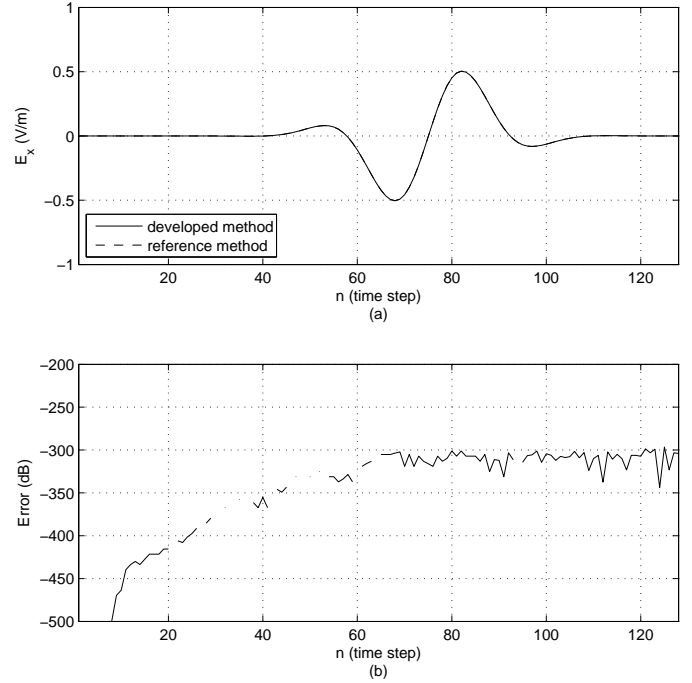 1
0.5
0
−0.5
−1
E_x (V/m)
developed method
reference method
20 40 60 80 100 120
n (time step)
(a)
−200
−250
−300
−350
−400
−450
−500
Error (dB)
20 40 60 80 100 120
n (time step)
(b)